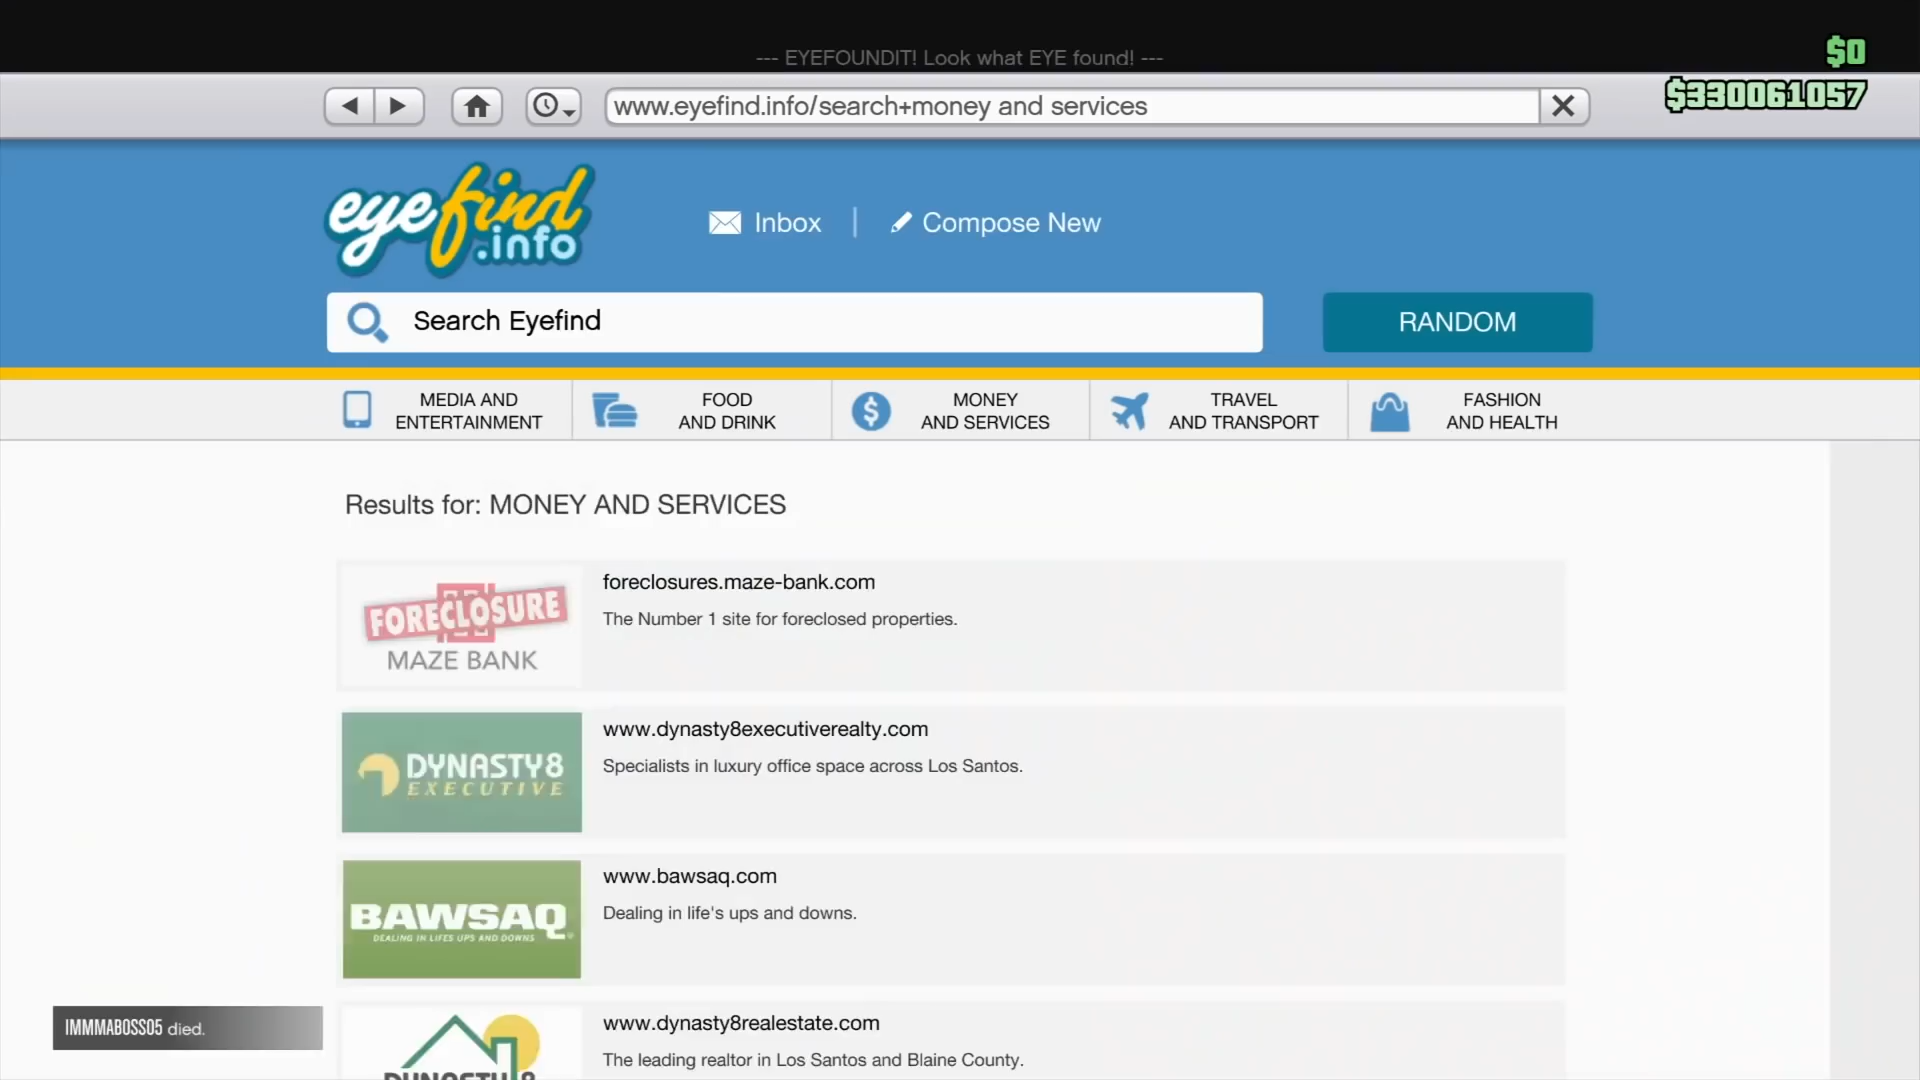 --- EYEFOUNDIT! Look what EYE found! ---
$0
$330061057
www.eyefind.info/search+money and services
eyefind
.info
Inbox
Compose New
Search Eyefind
RANDOM
MEDIA AND
ENTERTAINMENT
FOOD
AND DRINK
MONEY
AND SERVICES
TRAVEL
AND TRANSPORT
FASHION
AND HEALTH
Results for: MONEY AND SERVICES
FORECLOSURE
MAZE BANK
foreclosures.maze-bank.com
The Number 1 site for foreclosed properties.
DYNASTY8
EXECUTIVE
www.dynasty8executiverealty.com
Specialists in luxury office space across Los Santos.
BAWSAQ
DEALING IN LIFES UPS AND DOWNS
www.bawsaq.com
Dealing in life's ups and downs.
DYNASTY 8
www.dynasty8realestate.com
The leading realtor in Los Santos and Blaine County.
IMMMABOSS05 died.